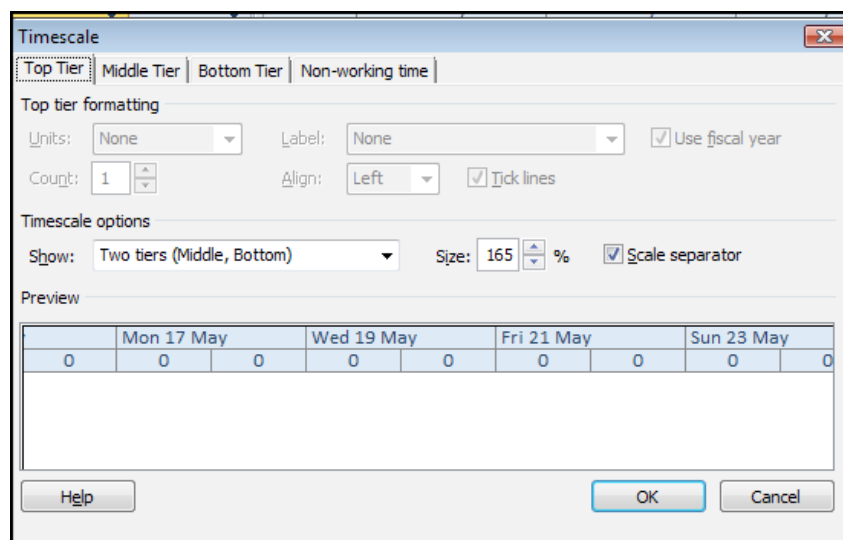 Timescale
Top Tier Middle Tier Bottom Tier Non-working time
Top tier formatting
Units: None Label: None Use fiscal year
Count: 1 Align: Left Tick lines
Timescale options
Show: Two tiers (Middle, Bottom) Size: 165 % Scale separator
Preview
Mon 17 May Wed 19 May Fri 21 May Sun 23 May
0 0 0 0 0 0 0 0 0
Help OK Cancel